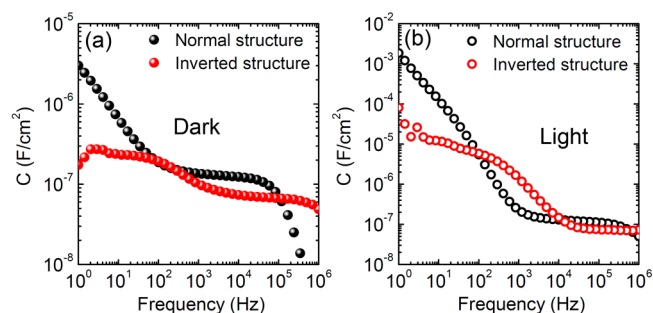 (a)
Normal structure
Inverted structure
Dark
C (F/cm²)
10⁻⁵
10⁻⁶
10⁻⁷
10⁻⁸
10⁰ 10¹ 10² 10³ 10⁴ 10⁵ 10⁶
Frequency (Hz)
(b)
Normal structure
Inverted structure
Light
C (F/cm²)
10⁻²
10⁻³
10⁻⁴
10⁻⁵
10⁻⁶
10⁻⁷
10⁻⁸
10⁰ 10¹ 10² 10³ 10⁴ 10⁵ 10⁶
Frequency (Hz)